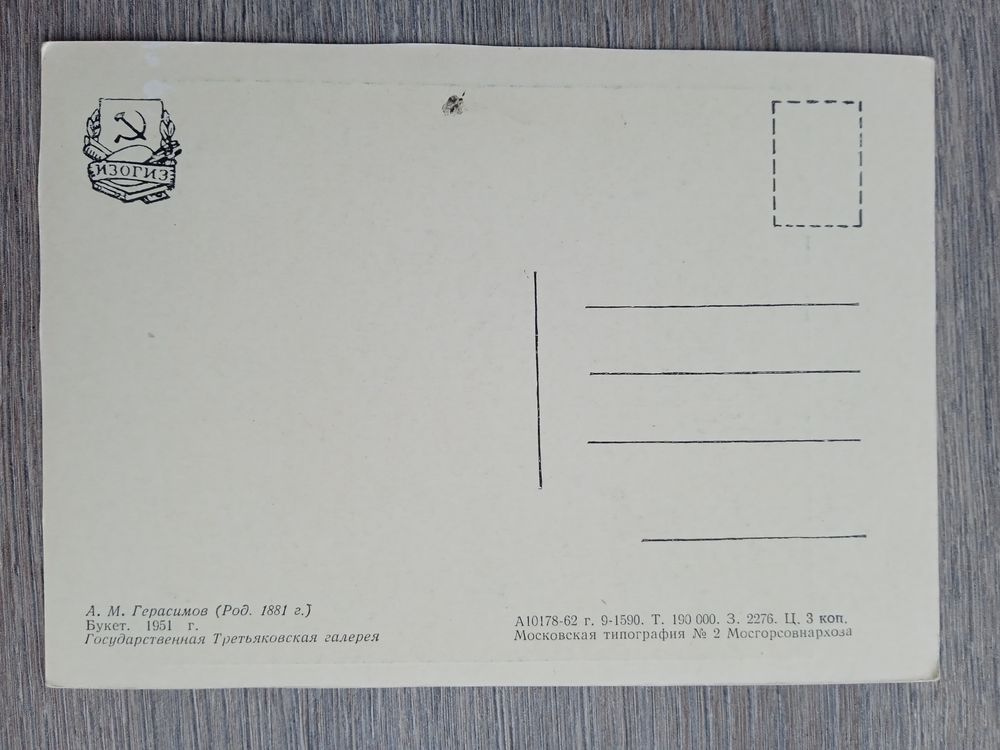 ИЗОГИЗ
А. М. Герасимов (Род. 1881 г.)
Букет. 1951 г.
Государственная Третьяковская галерея
А10178-62 г. 9-1590. Т. 190 000. З. 2276. Ц. 3 коп.
Московская типография № 2 Мосгорсовнархоза